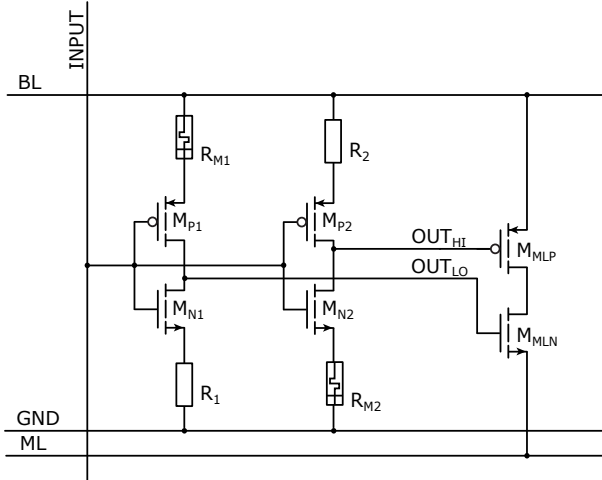 INPUT
BL
R_M1
R_2
M_P1
M_P2
OUT_HI
M_MLP
OUT_LO
M_N1
M_N2
M_MLN
R_1
R_M2
GND
ML